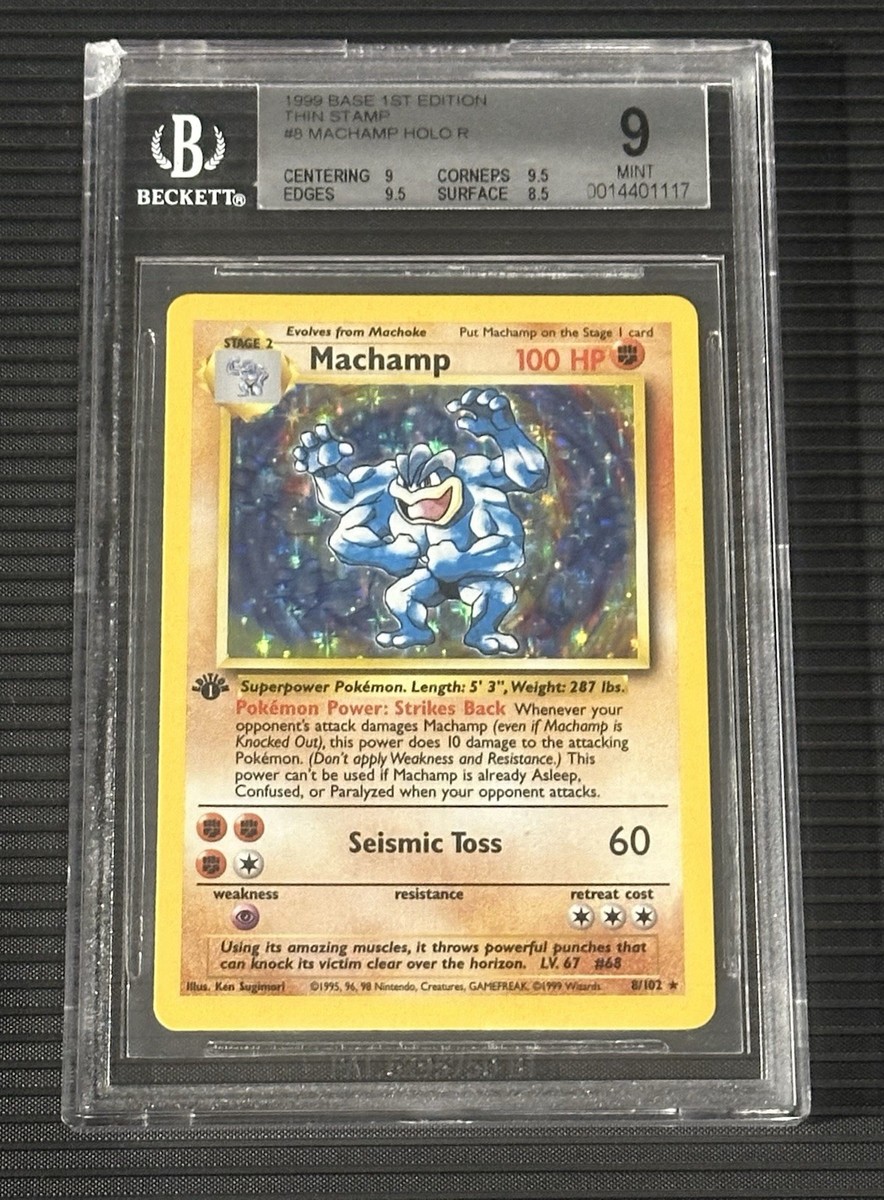 1999 BASE 1ST EDITION
THIN STAMP
#8 MACHAMP HOLO R
9
MINT
0014401117
CENTERING 9 CORNERS 9.5
EDGES 9.5 SURFACE 8.5
B
BECKETT®
Evolves from Machoke Put Machamp on the Stage 1 card
STAGE 2
Machamp 100 HP
EDITION
1
Superpower Pokémon. Length: 5' 3", Weight: 287 lbs.
Pokémon Power: Strikes Back Whenever your
opponent's attack damages Machamp (even if Machamp is
Knocked Out), this power does 10 damage to the attacking
Pokémon. (Don't apply Weakness and Resistance.) This
power can't be used if Machamp is already Asleep,
Confused, or Paralyzed when your opponent attacks.
Seismic Toss 60
weakness resistance retreat cost
Using its amazing muscles, it throws powerful punches that
can knock its victim clear over the horizon. LV. 67 #68
Illus. Ken Sugimori ©1995, 96, 98 Nintendo, Creatures, GAMEFREAK. ©1999 Wizards. 8/102 ★